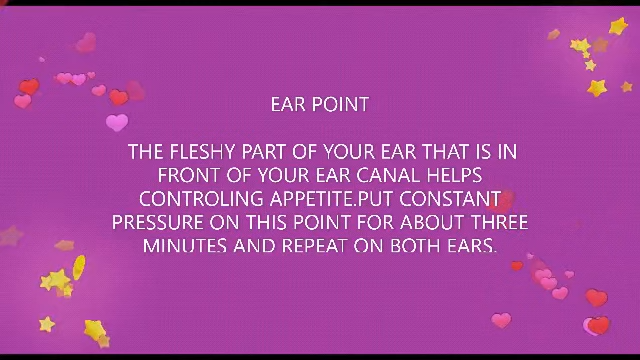 EAR POINT
THE FLESHY PART OF YOUR EAR THAT IS IN
FRONT OF YOUR EAR CANAL HELPS
CONTROLING APPETITE.PUT CONSTANT
PRESSURE ON THIS POINT FOR ABOUT THREE
MINUTES AND REPEAT ON BOTH EARS.